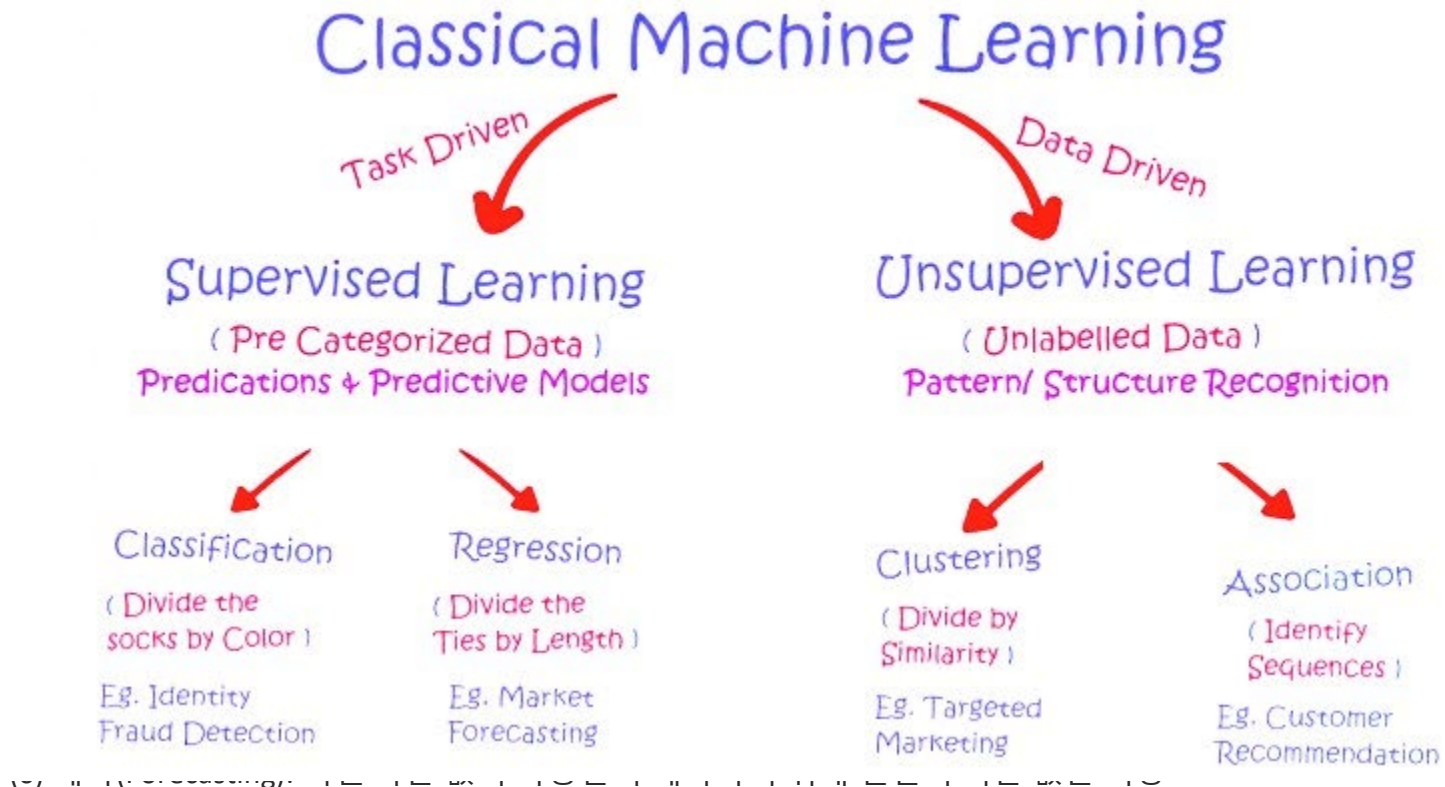 Classical Machine Learning
Task Driven
Data Driven
Supervised Learning
( Pre Categorized Data )
Predications & Predictive Models
Unsupervised Learning
( Unlabelled Data )
Pattern/ Structure Recognition
Classification
( Divide the
socks by Color )
Eg. Identity
Fraud Detection
Regression
( Divide the
Ties by Length )
Eg. Market
Forecasting
Clustering
( Divide by
Similarity )
Eg. Targeted
Marketing
Association
( Identify
Sequences )
Eg. Customer
Recommendation